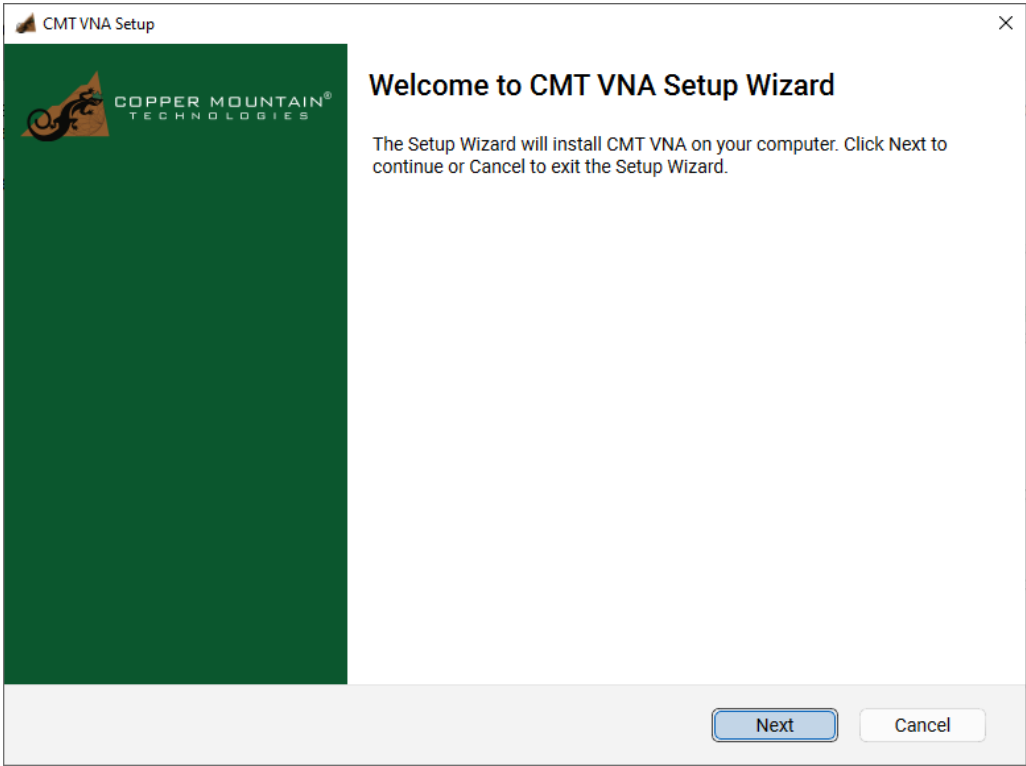 CMT VNA Setup
COPPER MOUNTAIN®
TECHNOLOGIES
Welcome to CMT VNA Setup Wizard
The Setup Wizard will install CMT VNA on your computer. Click Next to
continue or Cancel to exit the Setup Wizard.
Next
Cancel